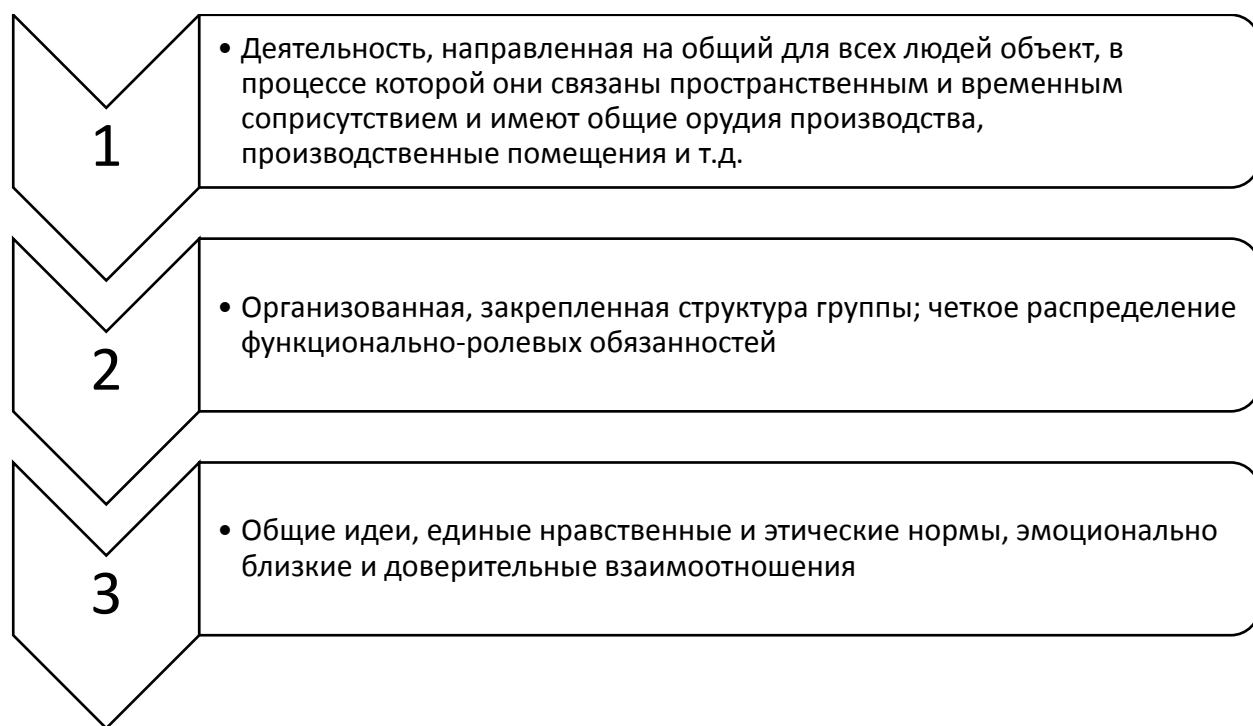 1
• Деятельность, направленная на общий для всех людей объект, в
процессе которой они связаны пространственным и временным
соприсутствием и имеют общие орудия производства,
производственные помещения и т.д.
2
• Организованная, закрепленная структура группы; четкое распределение
функционально-ролевых обязанностей
3
• Общие идеи, единые нравственные и этические нормы, эмоционально
близкие и доверительные взаимоотношения